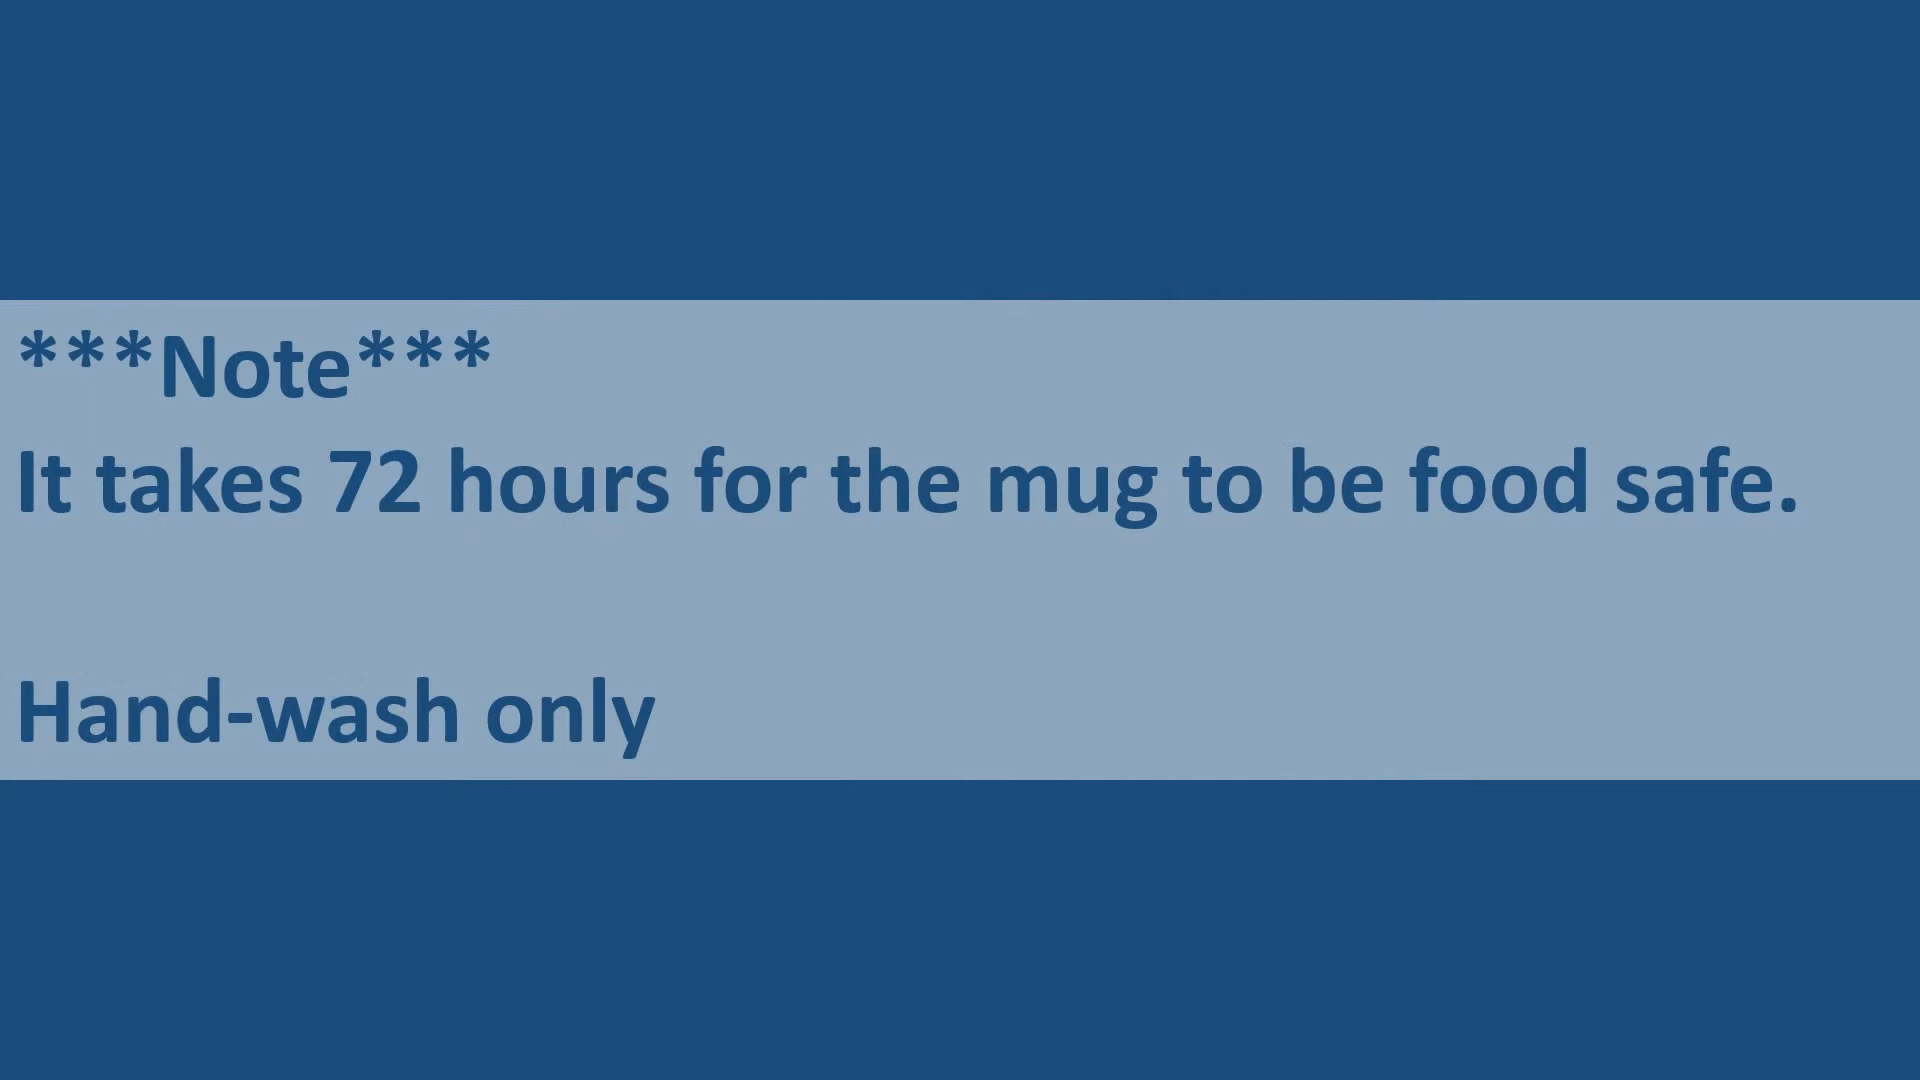 ***Note***
It takes 72 hours for the mug to be food safe.
Hand-wash only